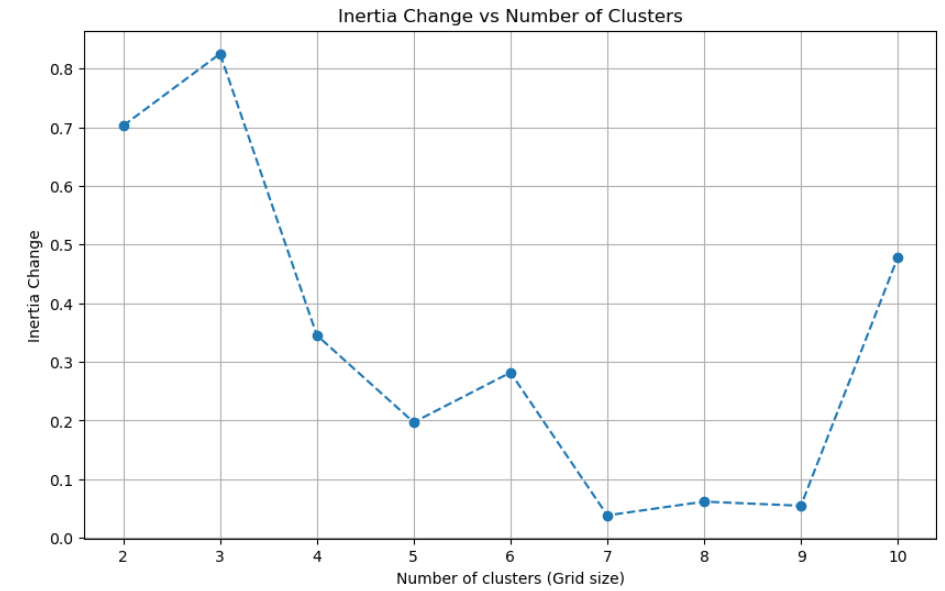 Inertia Change vs Number of Clusters
Inertia Change
0.8
0.7
0.6
0.5
0.4
0.3
0.2
0.1
0.0
2 3 4 5 6 7 8 9 10
Number of clusters (Grid size)